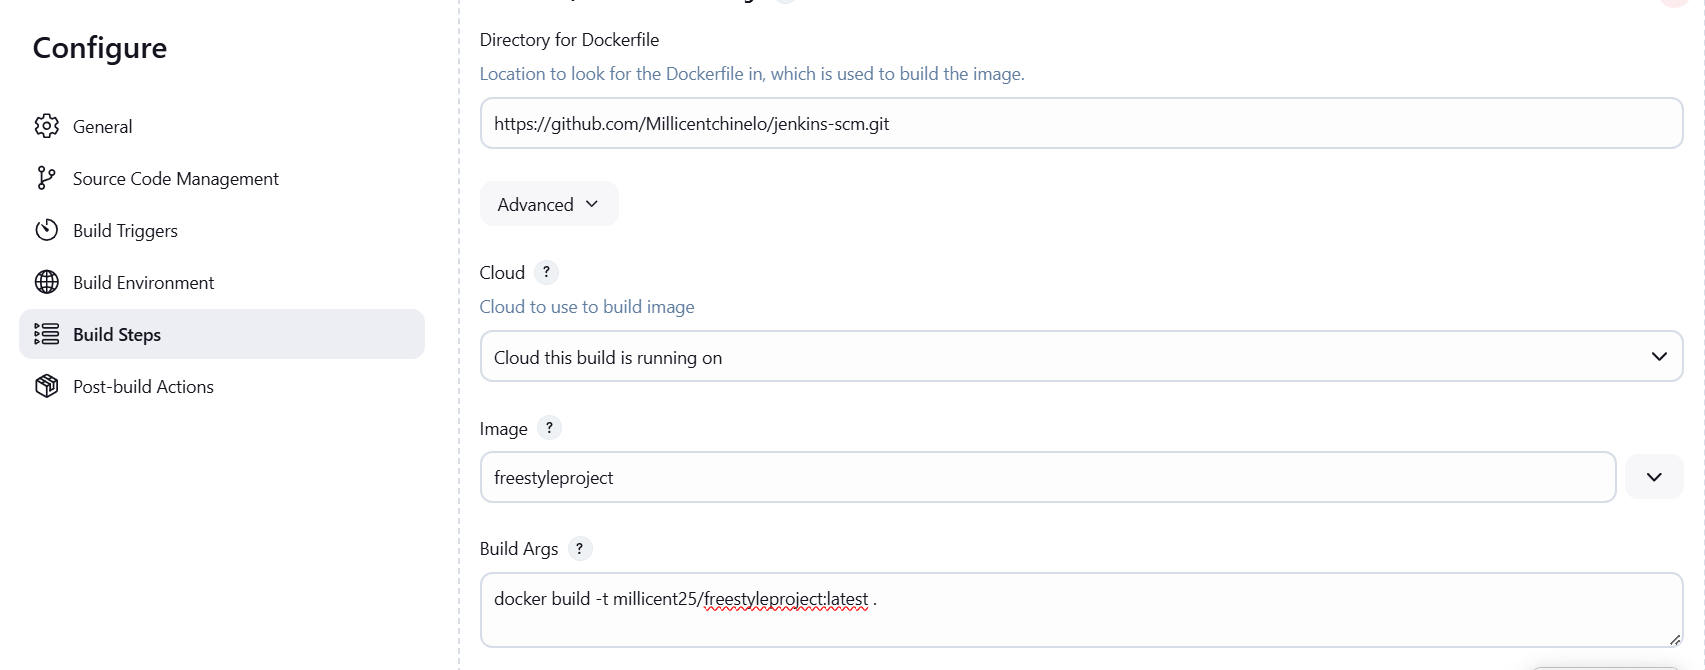 Configure
General
Source Code Management
Build Triggers
Build Environment
Build Steps
Post-build Actions
Directory for Dockerfile
Location to look for the Dockerfile in, which is used to build the image.
https://github.com/Millicentchinelo/jenkins-scm.git
Advanced
Cloud ?
Cloud to use to build image
Cloud this build is running on
Image ?
freestyleproject
Build Args ?
docker build -t millicent25/freestyleproject:latest .